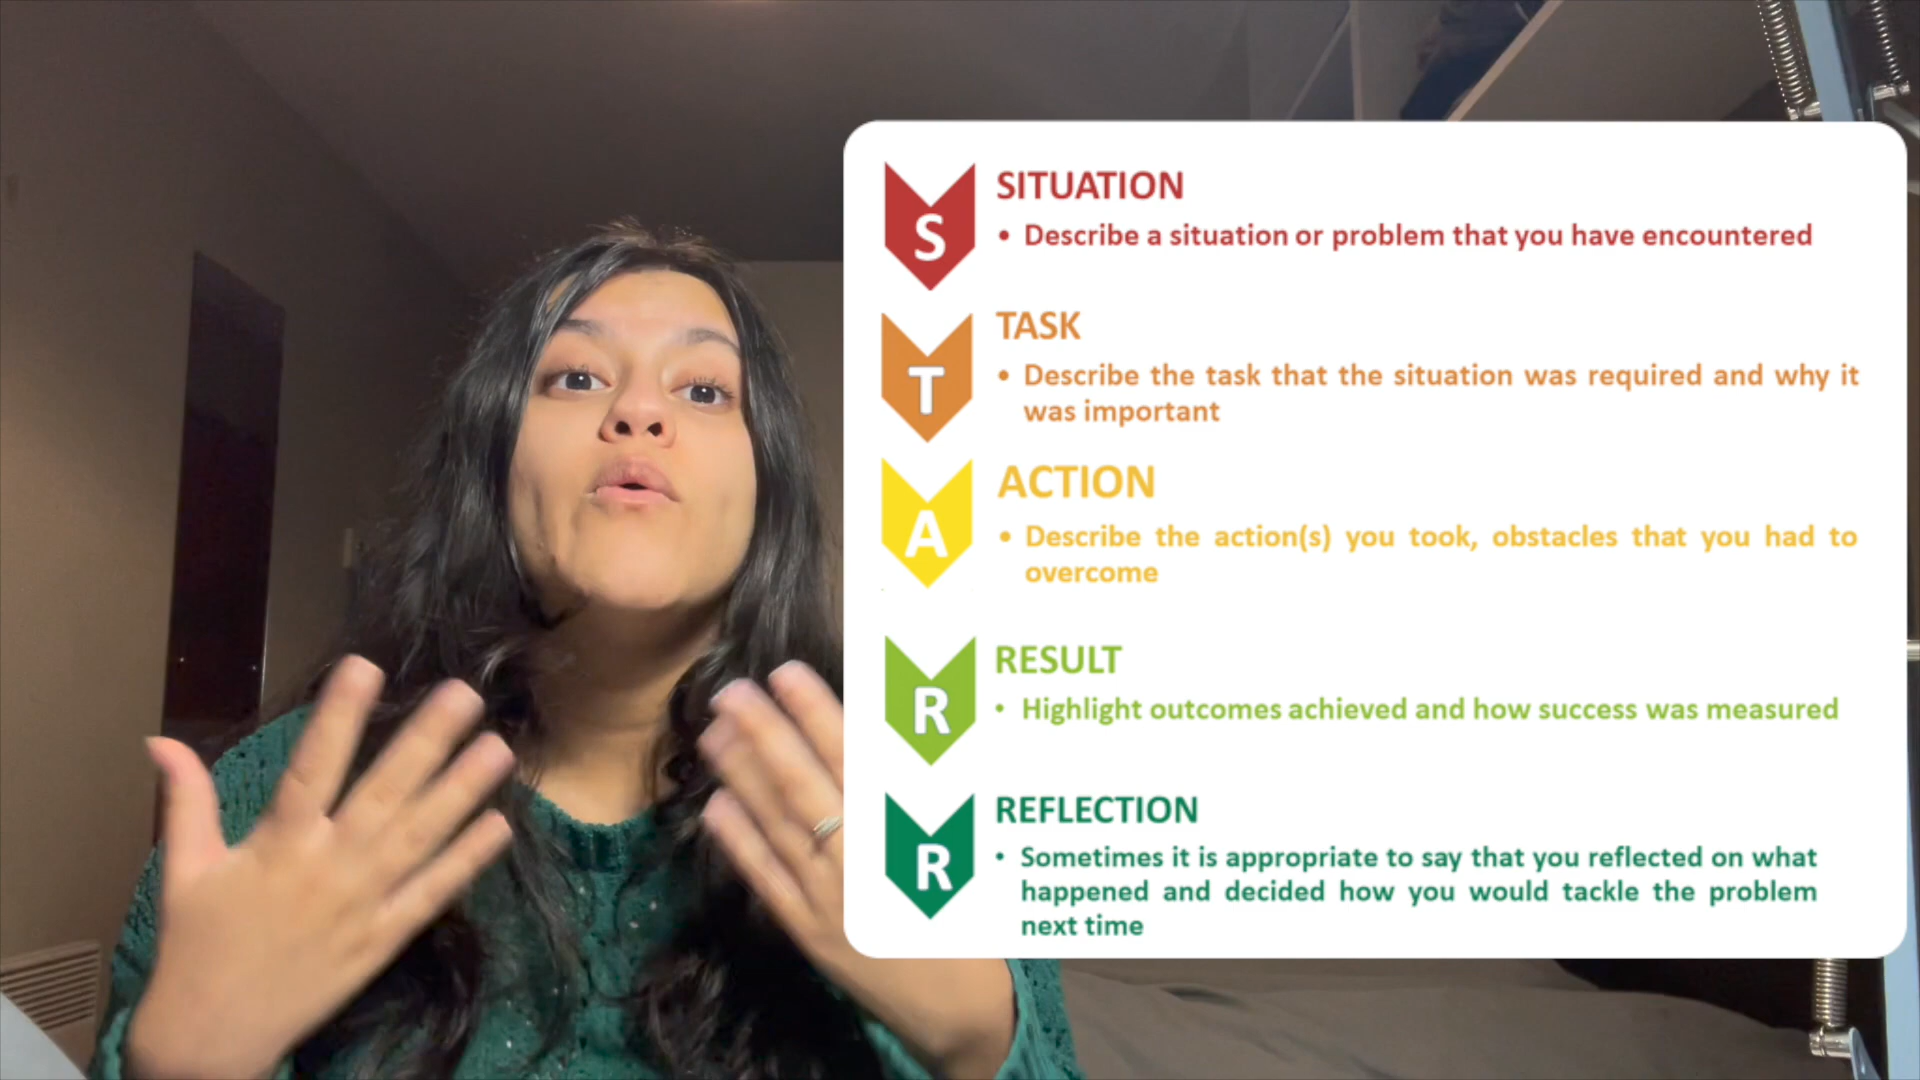 S
SITUATION
• Describe a situation or problem that you have encountered
T
TASK
• Describe the task that the situation was required and why it
was important
A
ACTION
• Describe the action(s) you took, obstacles that you had to
overcome
R
RESULT
• Highlight outcomes achieved and how success was measured
R
REFLECTION
• Sometimes it is appropriate to say that you reflected on what
happened and decided how you would tackle the problem
next time